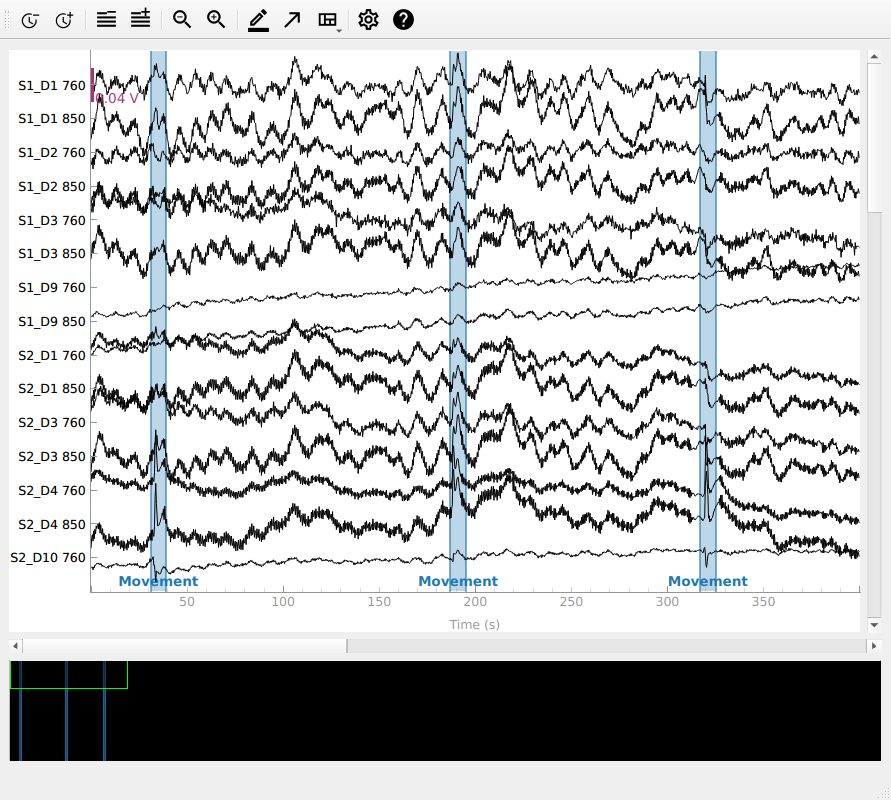 S1_D1 760
0.04 V
S1_D1 850
S1_D2 760
S1_D2 850
S1_D3 760
S1_D3 850
S1_D9 760
S1_D9 850
S2_D1 760
S2_D1 850
S2_D3 760
S2_D3 850
S2_D4 760
S2_D4 850
S2_D10 760
Movement Movement Movement
50 100 150 200 250 300 350
Time (s)